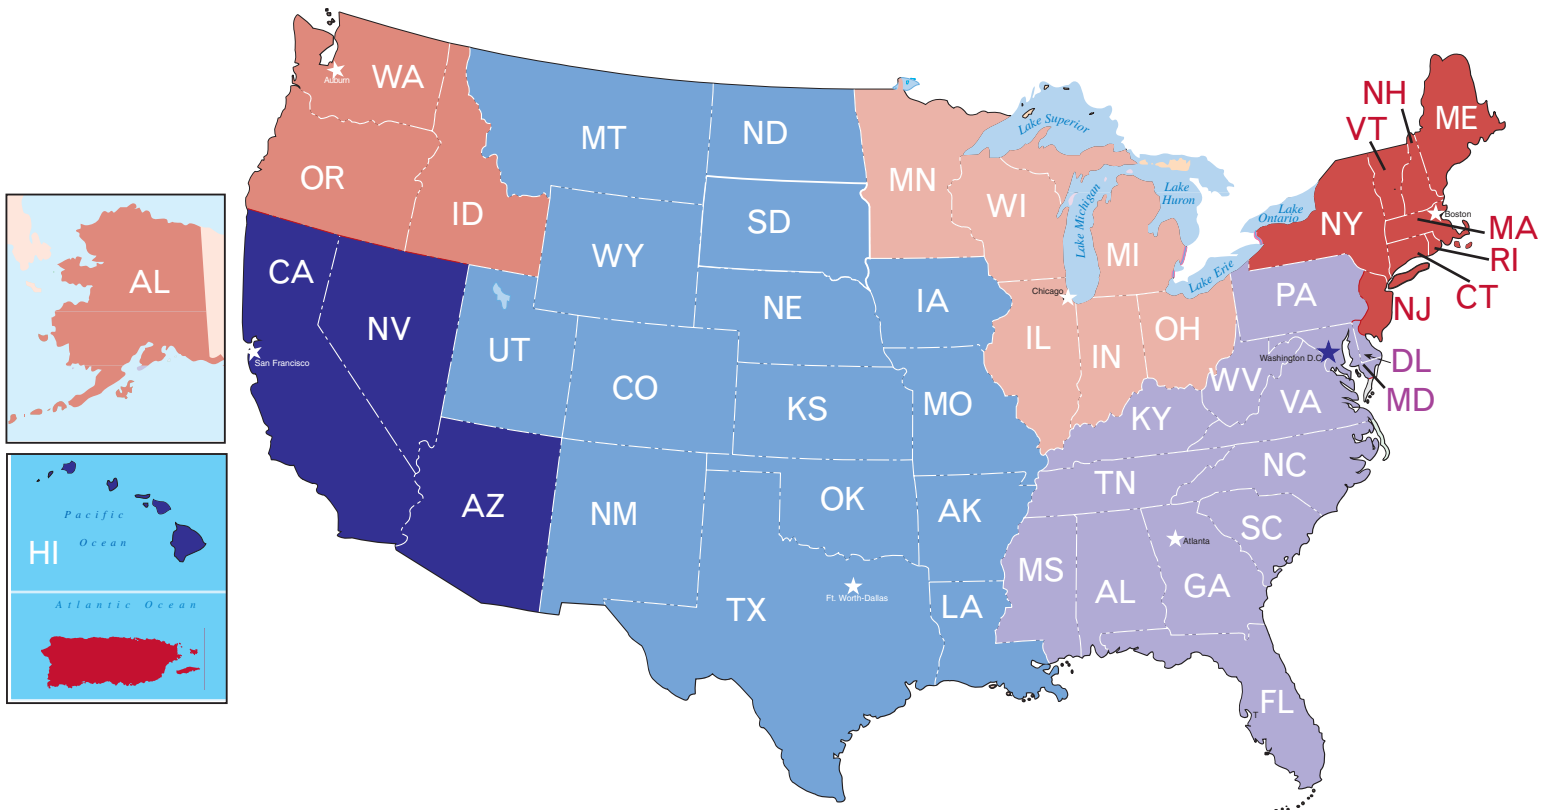 WA
Auburn
OR
ID
MT
ND
MN
Lake Superior
WI
Lake Michigan
Lake
Huron
MI
NH
VT
ME
Lake
Ontario
NY
Boston
MA
RI
CT
NJ
Lake Erie
PA
AL
CA
NV
WY
SD
NE
IA
Chicago
IL
IN
OH
San Francisco
UT
CO
KS
MO
Washington D.C.
DL
MD
WV
VA
KY
AZ
NM
OK
AK
TN
NC
SC
Atlanta
MS
AL
GA
TX
Ft. Worth-Dallas
LA
FL
T
Pacific
Ocean
HI
Atlantic Ocean